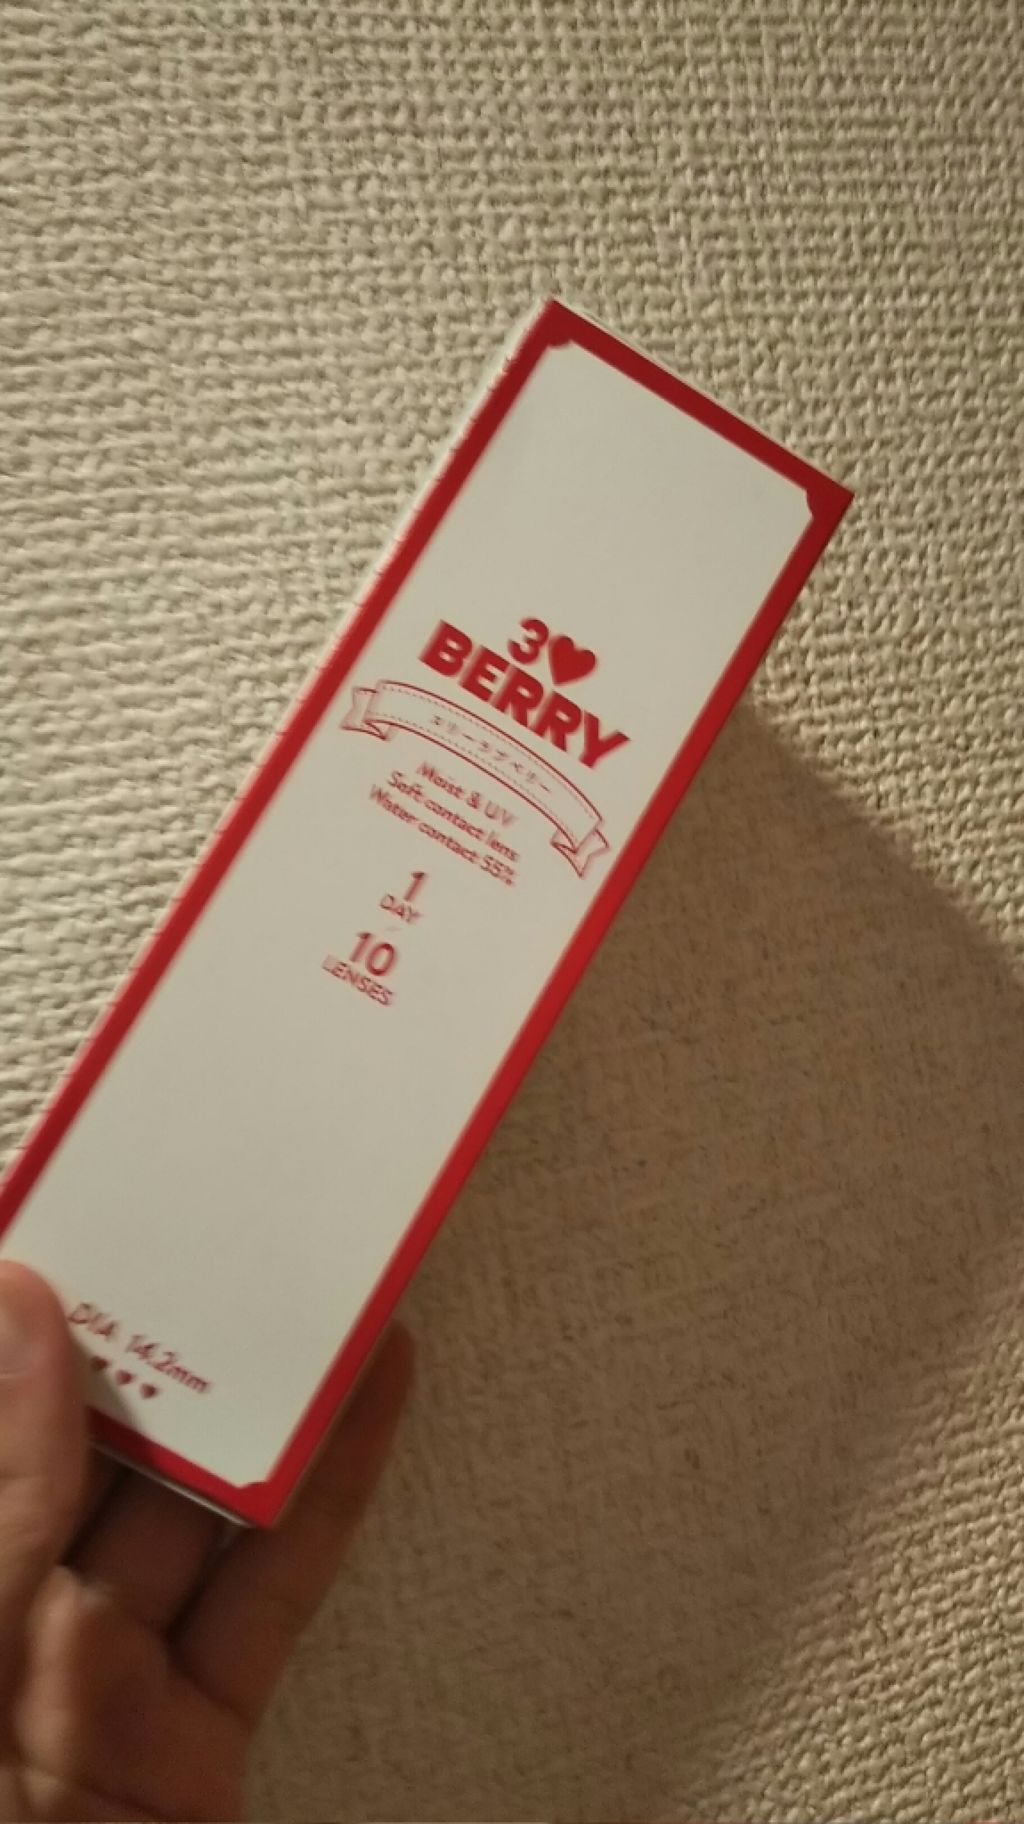 3♥
BERRY
スリーラブベリー
Moist & UV
Soft contact lens
Water contact 55%
1
DAY
10
LENSES
DIA 14.2mm